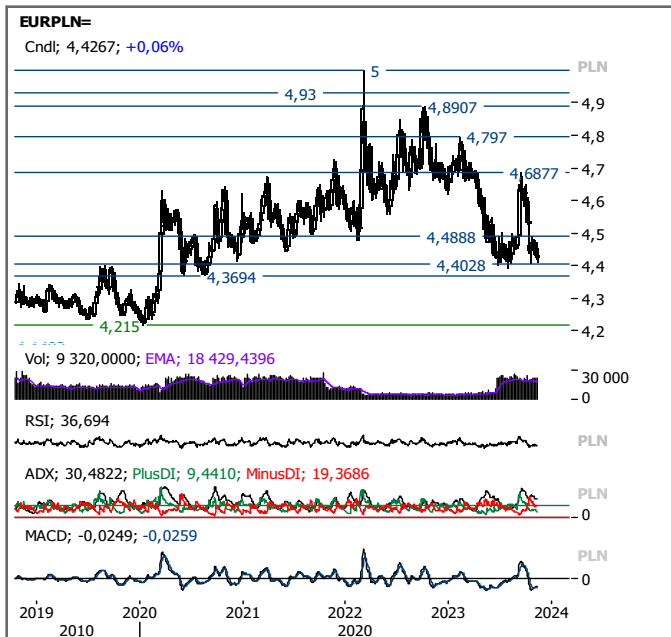 EURPLN=
Cndl; 4,4267; +0,06%
PLN
5
4,93
4,9
4,8907
4,8
4,797
4,7
4,6877
4,6
4,5
4,4888
4,4
4,4028
4,3694
4,3
4,215
4,2
Vol; 9 320,0000; EMA; 18 429,4396
30 000
0
RSI; 36,694
PLN
ADX; 30,4822; PlusDI; 9,4410; MinusDI; 19,3686
PLN
0
MACD; -0,0249; -0,0259
PLN
0
2019 2020 2021 2022 2023 2024
2010 2020